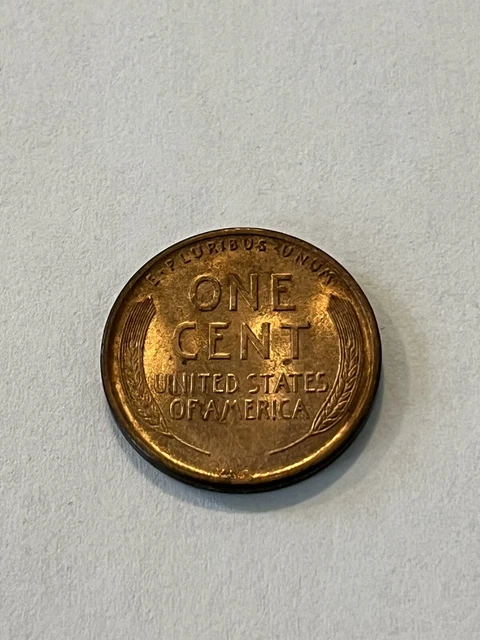 E·PLURIBUS·UNUM
ONE
CENT
UNITED STATES
OF AMERICA
V.D.B.